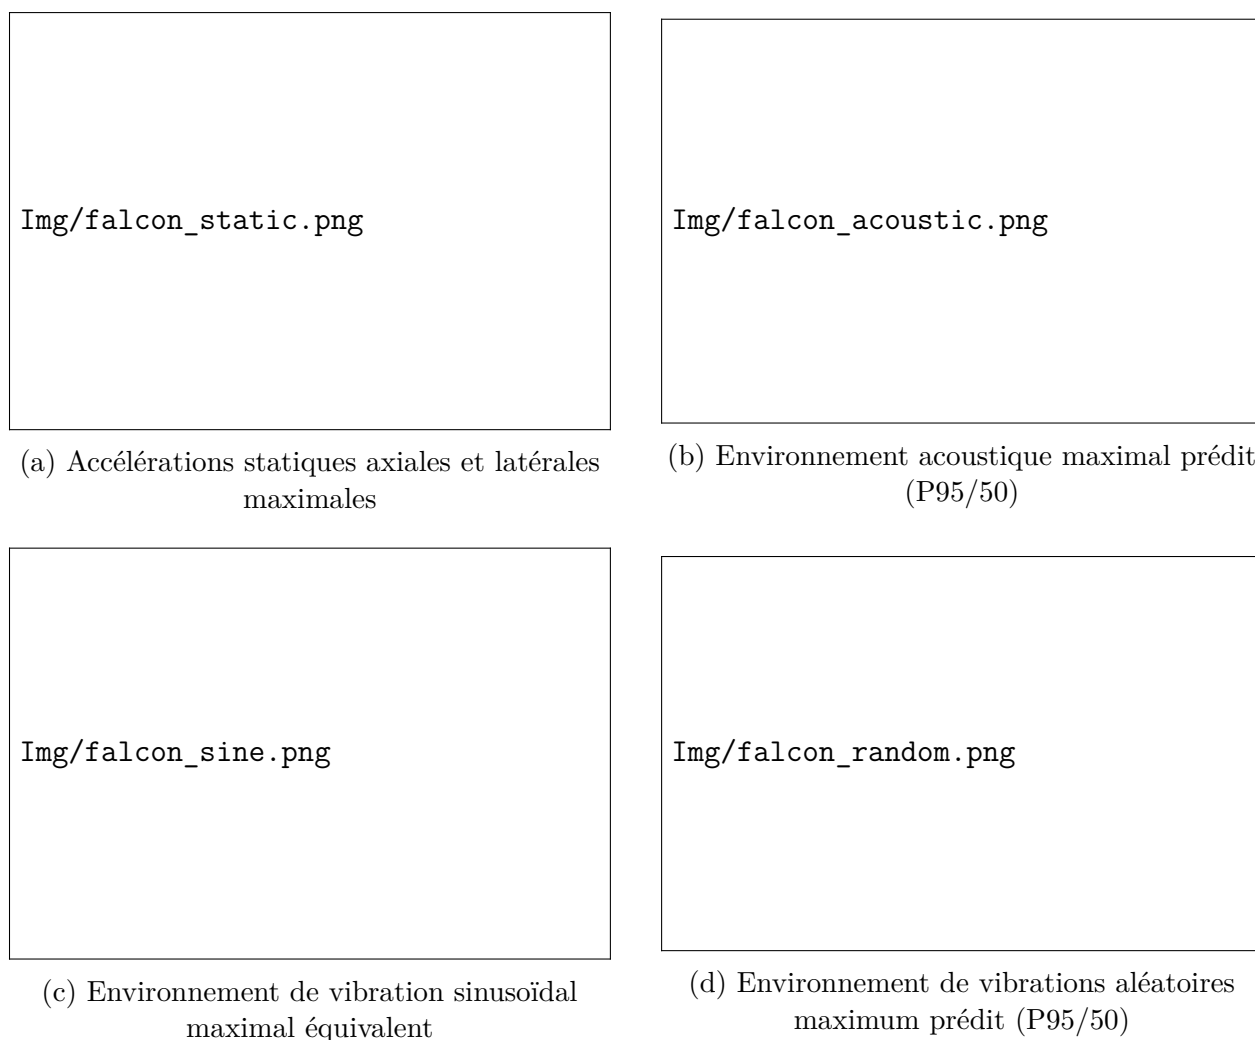 Img/falcon_static.png
(a) Accélérations statiques axiales et latérales
maximales
Img/falcon_acoustic.png
(b) Environnement acoustique maximal prédit
(P95/50)
Img/falcon_sine.png
(c) Environnement de vibration sinusoïdal
maximal équivalent
Img/falcon_random.png
(d) Environnement de vibrations aléatoires
maximum prédit (P95/50)